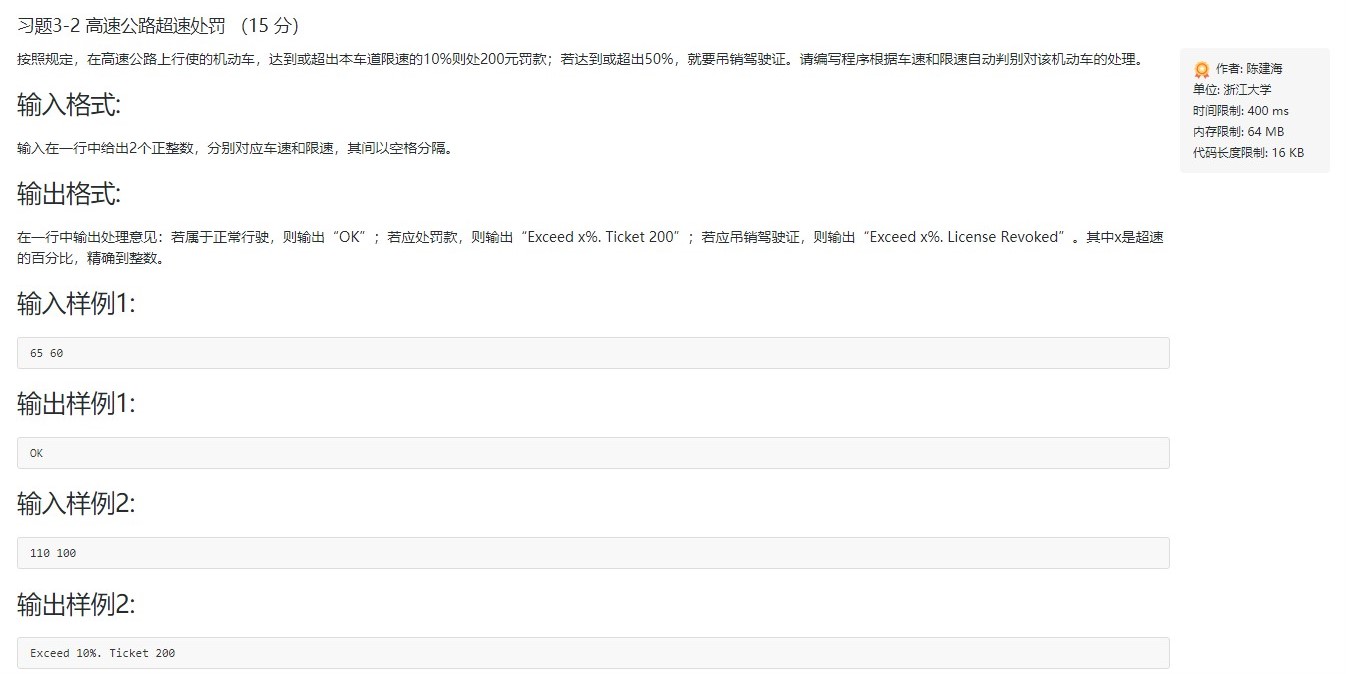 习题3-2 高速公路超速处罚 （15 分）
按照规定，在高速公路上行使的机动车，达到或超出本车道限速的10%则处200元罚款；若达到或超出50%，就要吊销驾驶证。请编写程序根据车速和限速自动判别对该机动车的处理。
作者: 陈建海
单位: 浙江大学
时间限制: 400 ms
内存限制: 64 MB
代码长度限制: 16 KB
输入格式:
输入在一行中给出2个正整数，分别对应车速和限速，其间以空格分隔。
输出格式:
在一行中输出处理意见：若属于正常行驶，则输出“OK”；若应处罚款，则输出“Exceed x%. Ticket 200”；若应吊销驾驶证，则输出“Exceed x%. License Revoked”。其中x是超速
的百分比，精确到整数。
输入样例1:
65 60
输出样例1:
OK
输入样例2:
110 100
输出样例2:
Exceed 10%. Ticket 200